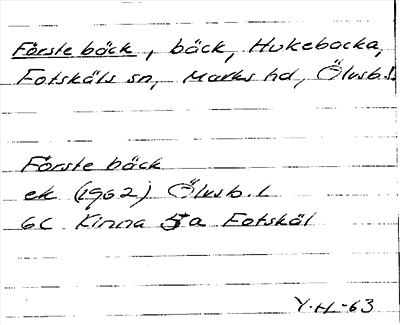 Förste bäck, bäck, Hukebacka,
Fotskäls sn, Marks hd, Älvsb. l.
Förste bäck
ek (1962) Älvsb. l
6C Kinna 5a Fotskäl
Y.H-63